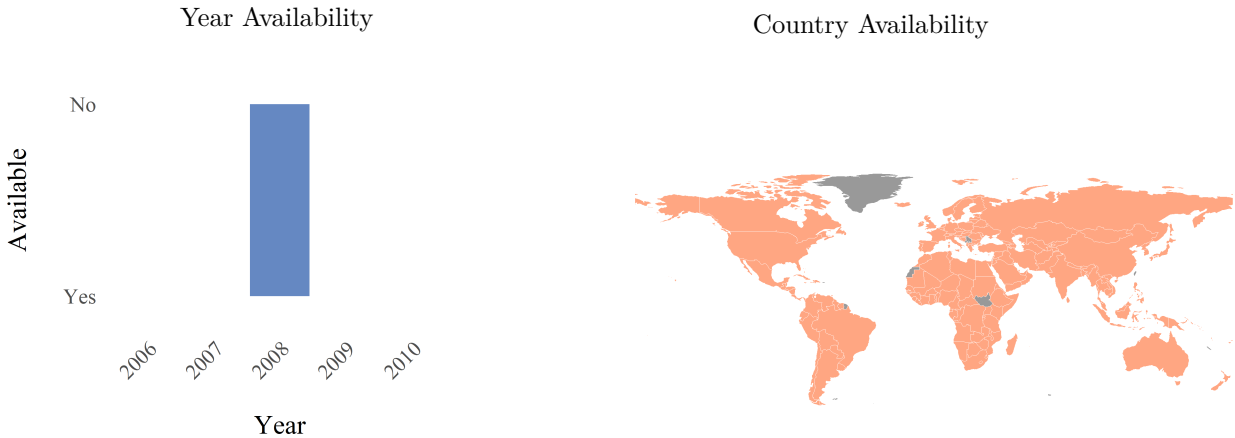 Year Availability
Available
No
Yes
2006
2007
2008
2009
2010
Year
Country Availability